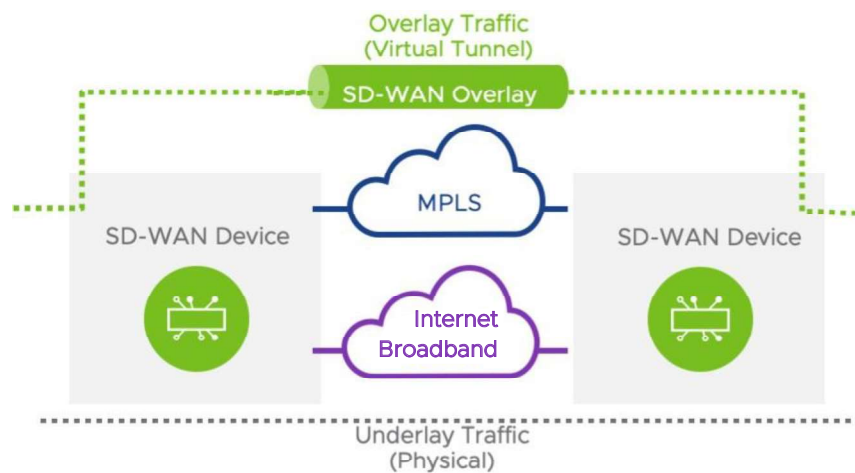 Overlay Traffic
(Virtual Tunnel)
SD-WAN Overlay
MPLS
SD-WAN Device
SD-WAN Device
Internet
Broadband
Underlay Traffic
(Physical)